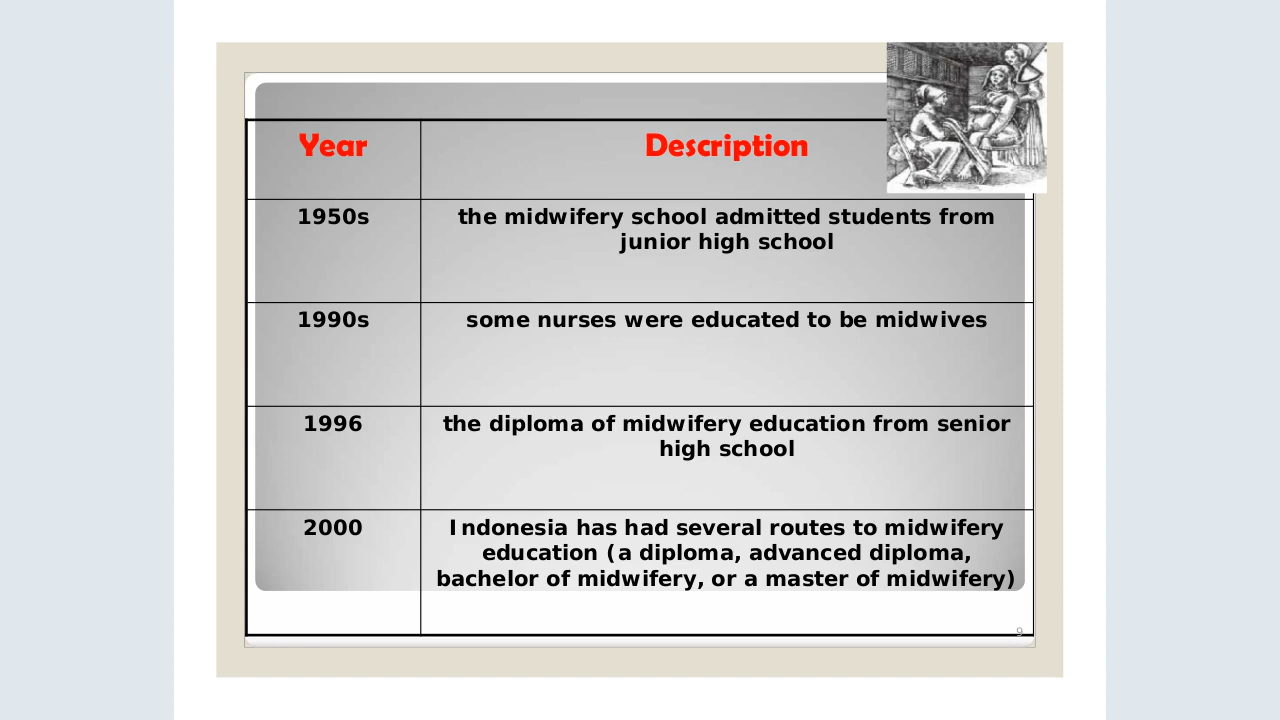 Year
Description
1950s
the midwifery school admitted students from
junior high school
1990s
some nurses were educated to be midwives
1996
the diploma of midwifery education from senior
high school
2000
Indonesia has had several routes to midwifery
education (a diploma, advanced diploma,
bachelor of midwifery, or a master of midwifery)
9